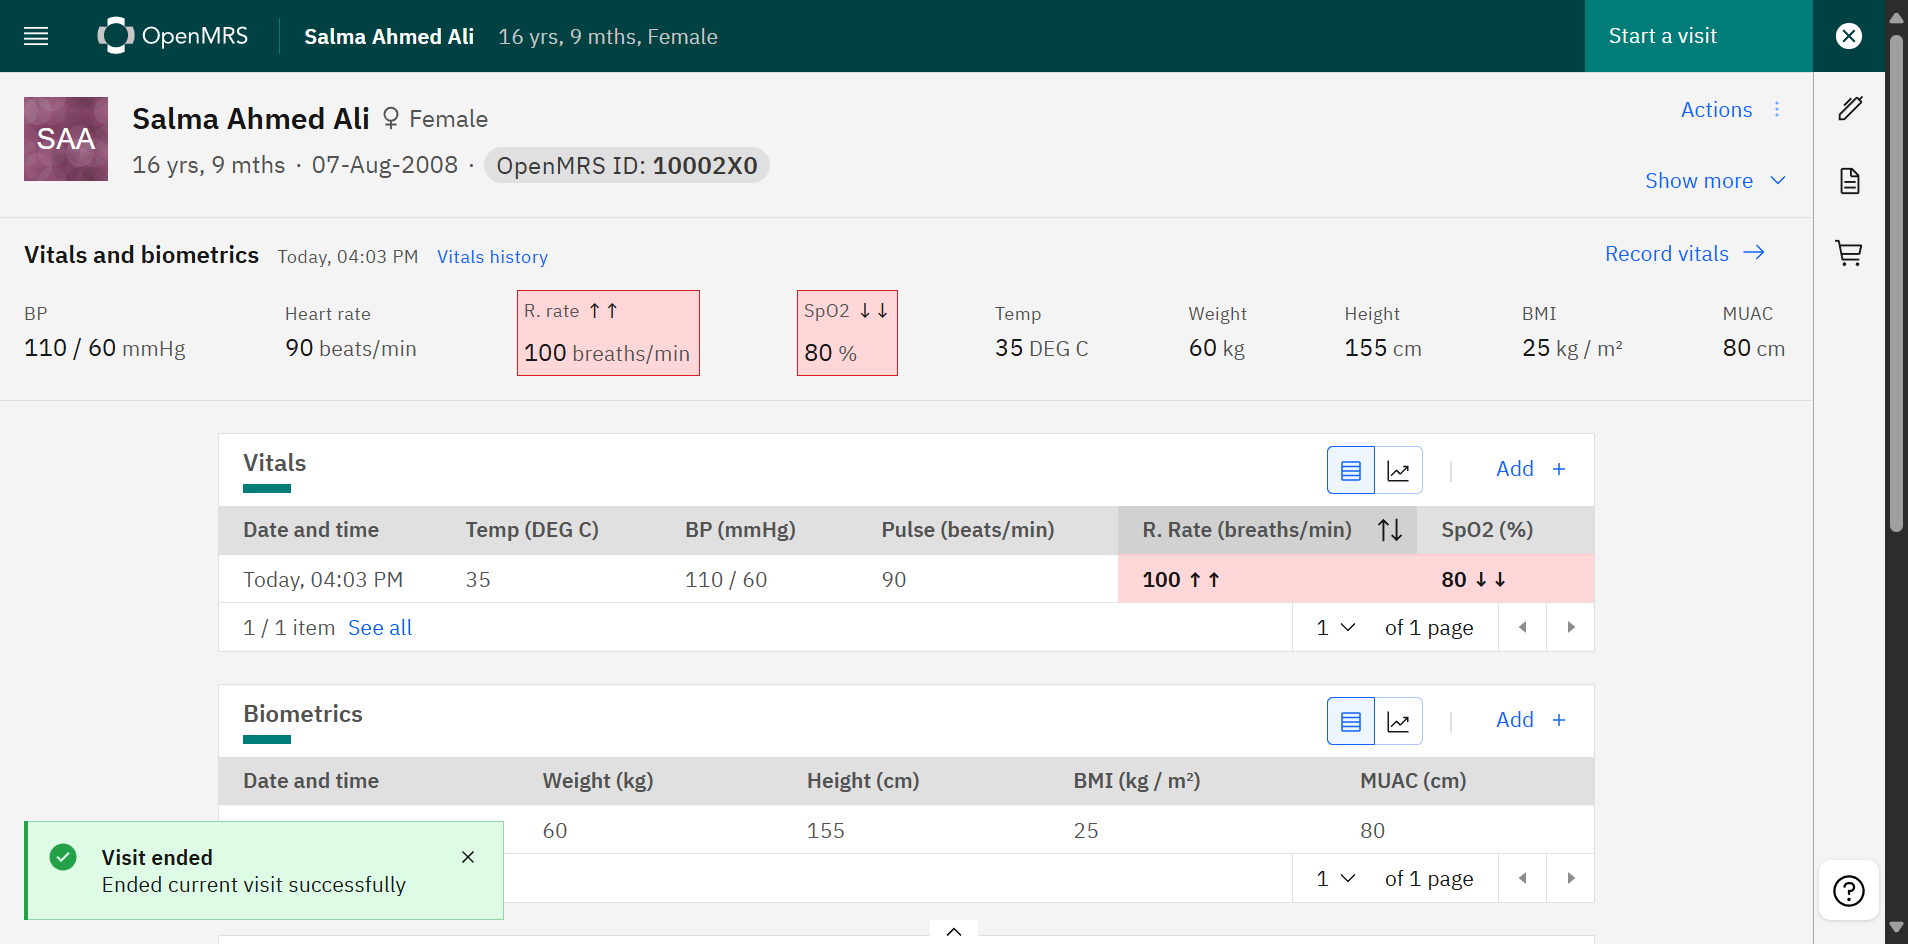 OpenMRS
Salma Ahmed Ali 16 yrs, 9 mths, Female
Start a visit
SAA
Salma Ahmed Ali ♀ Female
16 yrs, 9 mths · 07-Aug-2008 · OpenMRS ID: 10002X0
Actions
Show more
Vitals and biometrics Today, 04:03 PM Vitals history
Record vitals →
BP
110 / 60 mmHg
Heart rate
90 beats/min
R. rate ↑↑
100 breaths/min
SpO2 ↓↓
80 %
Temp
35 DEG C
Weight
60 kg
Height
155 cm
BMI
25 kg / m²
MUAC
80 cm
Vitals
Add +
Date and time Temp (DEG C) BP (mmHg) Pulse (beats/min) R. Rate (breaths/min) SpO2 (%)
Today, 04:03 PM 35 110 / 60 90 100 ↑↑ 80 ↓↓
1 / 1 item See all
1 of 1 page
Biometrics
Add +
Date and time Weight (kg) Height (cm) BMI (kg / m²) MUAC (cm)
60 155 25 80
1 of 1 page
Visit ended
Ended current visit successfully